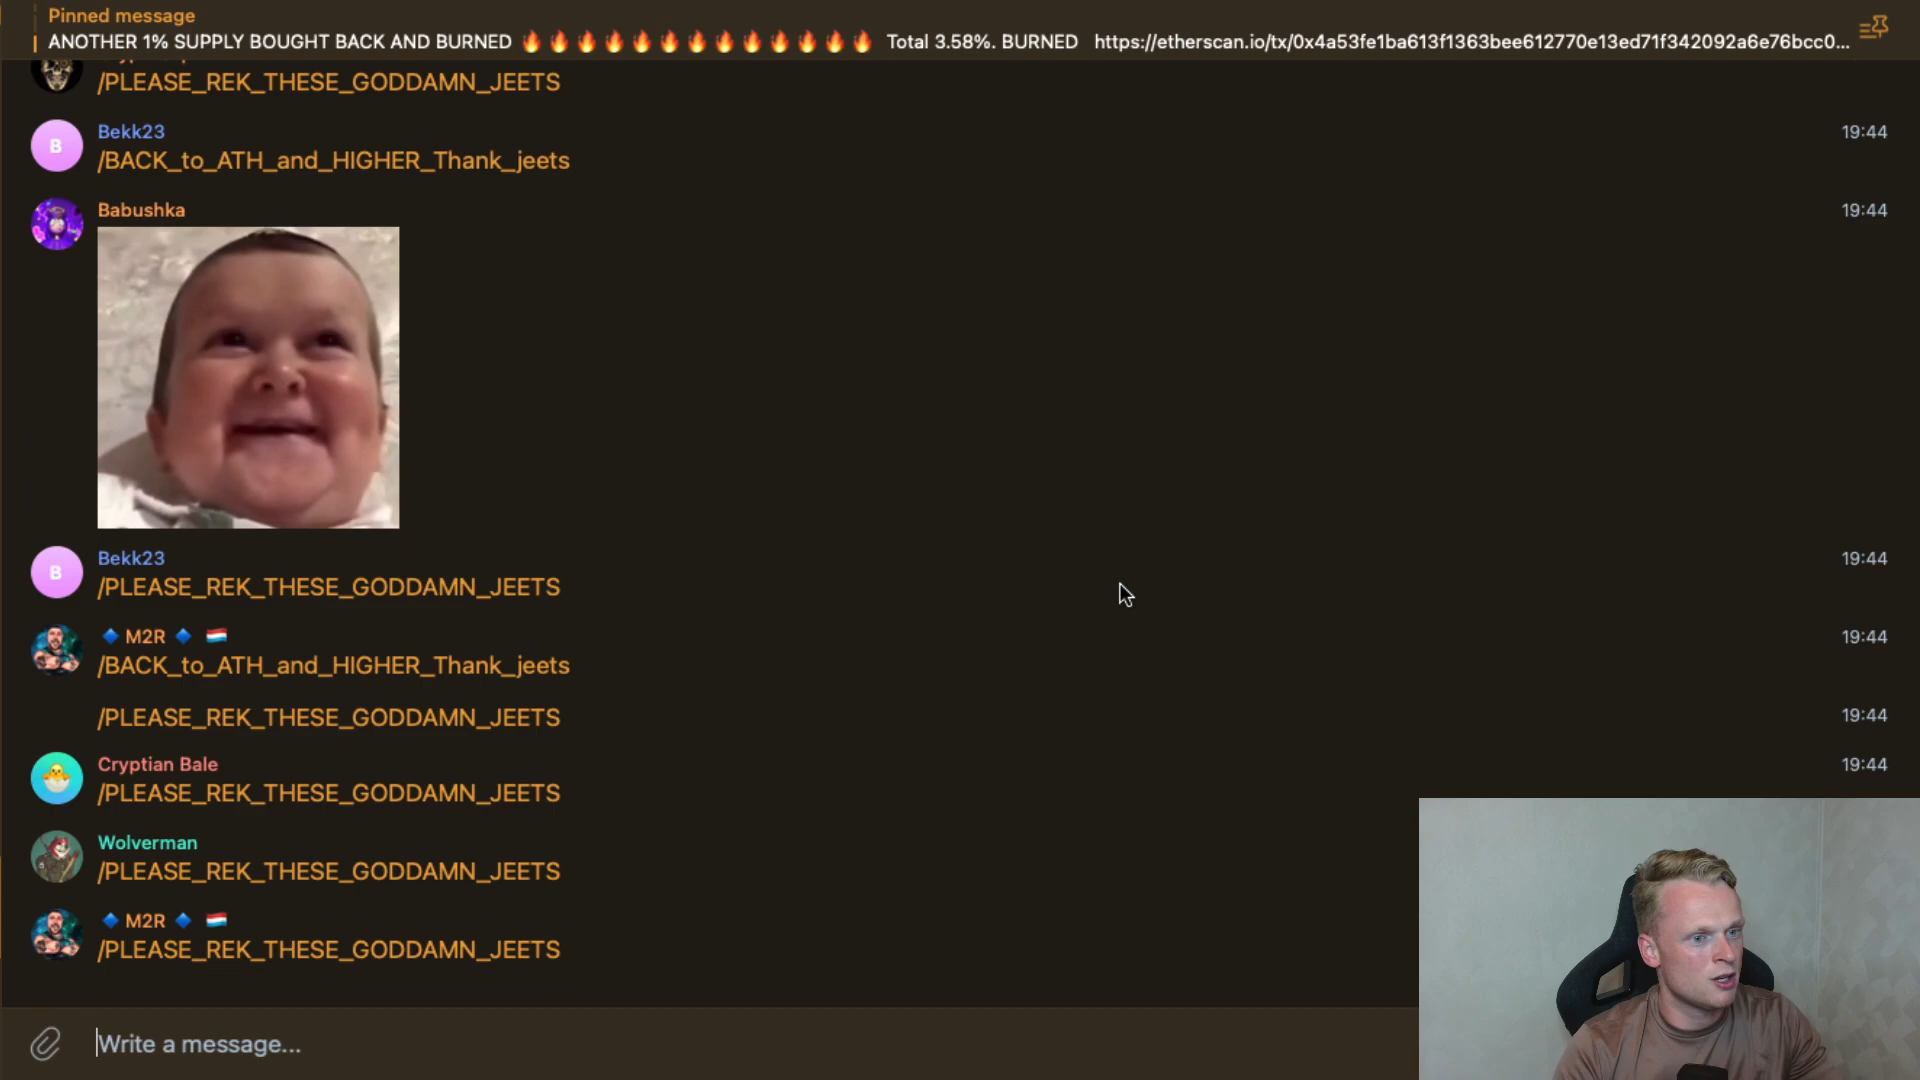 Pinned message
ANOTHER 1% SUPPLY BOUGHT BACK AND BURNED 🔥🔥🔥🔥🔥🔥🔥🔥🔥🔥🔥🔥🔥 Total 3.58%. BURNED https://etherscan.io/tx/0x4a53fe1ba613f1363bee612770e13ed71f342092a6e76bcc0...
/PLEASE_REK_THESE_GODDAMN_JEETS
B
Bekk23 19:44
/BACK_to_ATH_and_HIGHER_Thank_jeets
Babushka 19:44
B
Bekk23 19:44
/PLEASE_REK_THESE_GODDAMN_JEETS
🔹 M2R 🔹 🇱🇺 19:44
/BACK_to_ATH_and_HIGHER_Thank_jeets
/PLEASE_REK_THESE_GODDAMN_JEETS 19:44
Cryptian Bale 19:44
/PLEASE_REK_THESE_GODDAMN_JEETS
Wolverman
/PLEASE_REK_THESE_GODDAMN_JEETS
🔹 M2R 🔹 🇱🇺
/PLEASE_REK_THESE_GODDAMN_JEETS
Write a message...